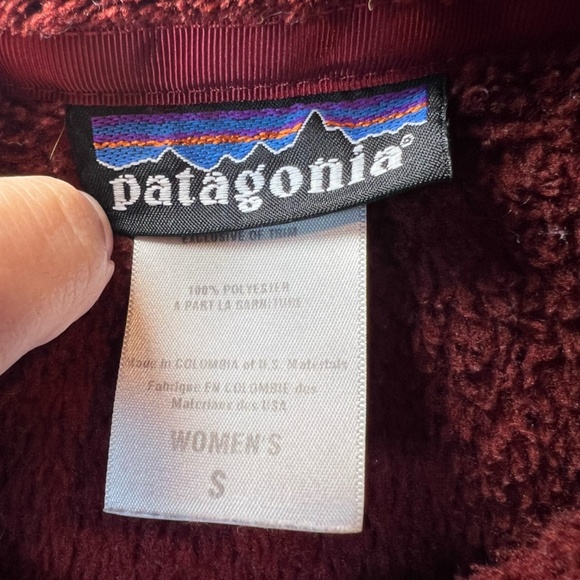 patagonia®
EXCLUSIVE OF TRIM
100% POLYESTER
A PART LA GARNITURE
Made in COLOMBIA of U.S. Materials
Fabrique EN COLOMBIE des
Materiaux des USA
WOMEN'S
S